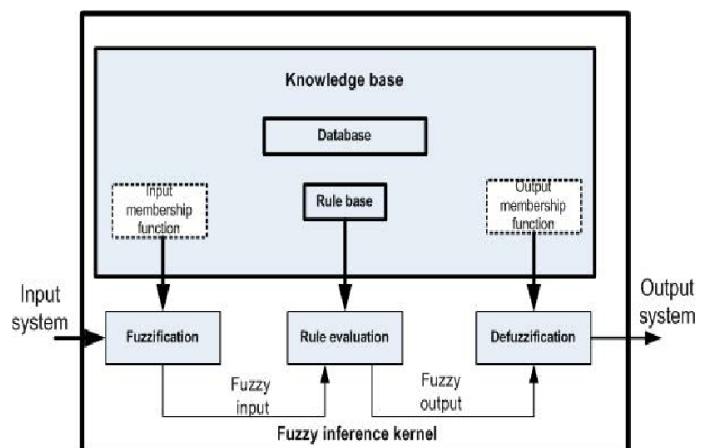 Knowledge base
Database
Input
membership
function
Rule base
Output
membership
function
Input
system
Output
system
Fuzzification
Rule evaluation
Defuzzification
Fuzzy
input
Fuzzy
output
Fuzzy inference kernel